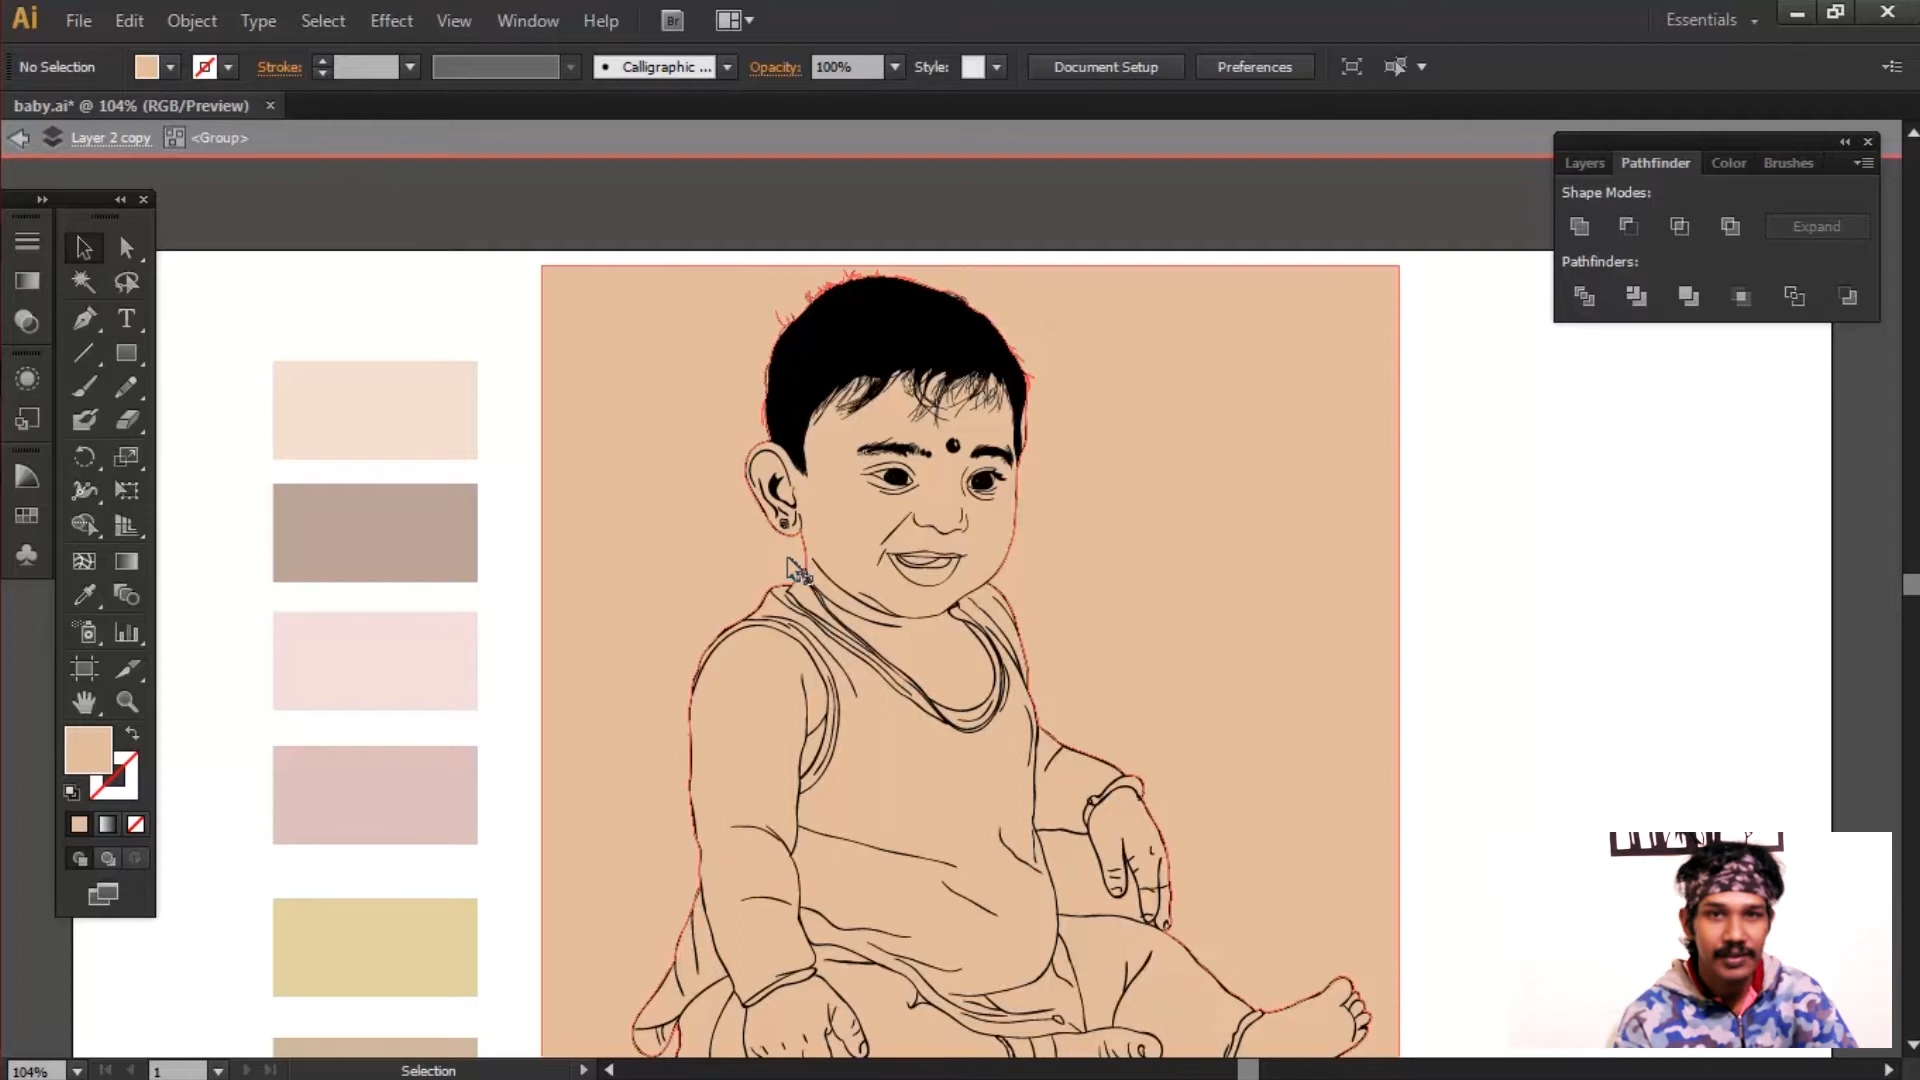 Ai File Edit Object Type Select Effect View Window Help Br Essentials
No Selection Stroke: Calligraphic ... Opacity: 100% Style: Document Setup Preferences
baby.ai* @ 104% (RGB/Preview)
Layer 2 copy <Group>
Layers Pathfinder Color Brushes
Shape Modes:
Expand
Pathfinders:
T
104% 1 Selection